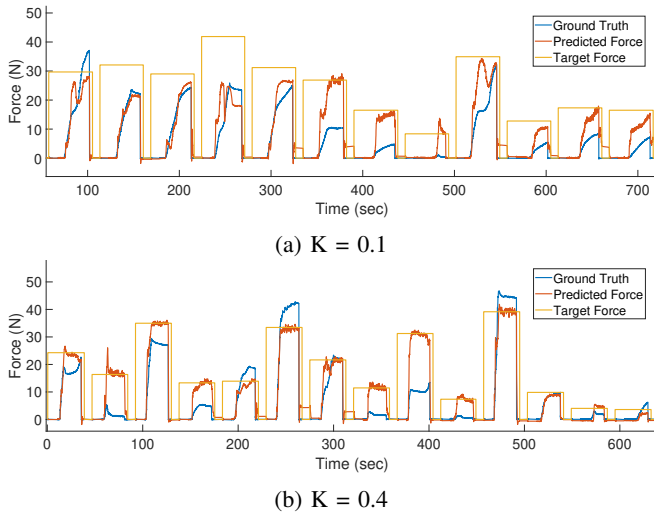 50
40
30
20
10
0
Force (N)
Ground Truth
Predicted Force
Target Force
100 200 300 400 500 600 700
Time (sec)
(a) K = 0.1
50
40
30
20
10
0
Force (N)
Ground Truth
Predicted Force
Target Force
0 100 200 300 400 500 600
Time (sec)
(b) K = 0.4